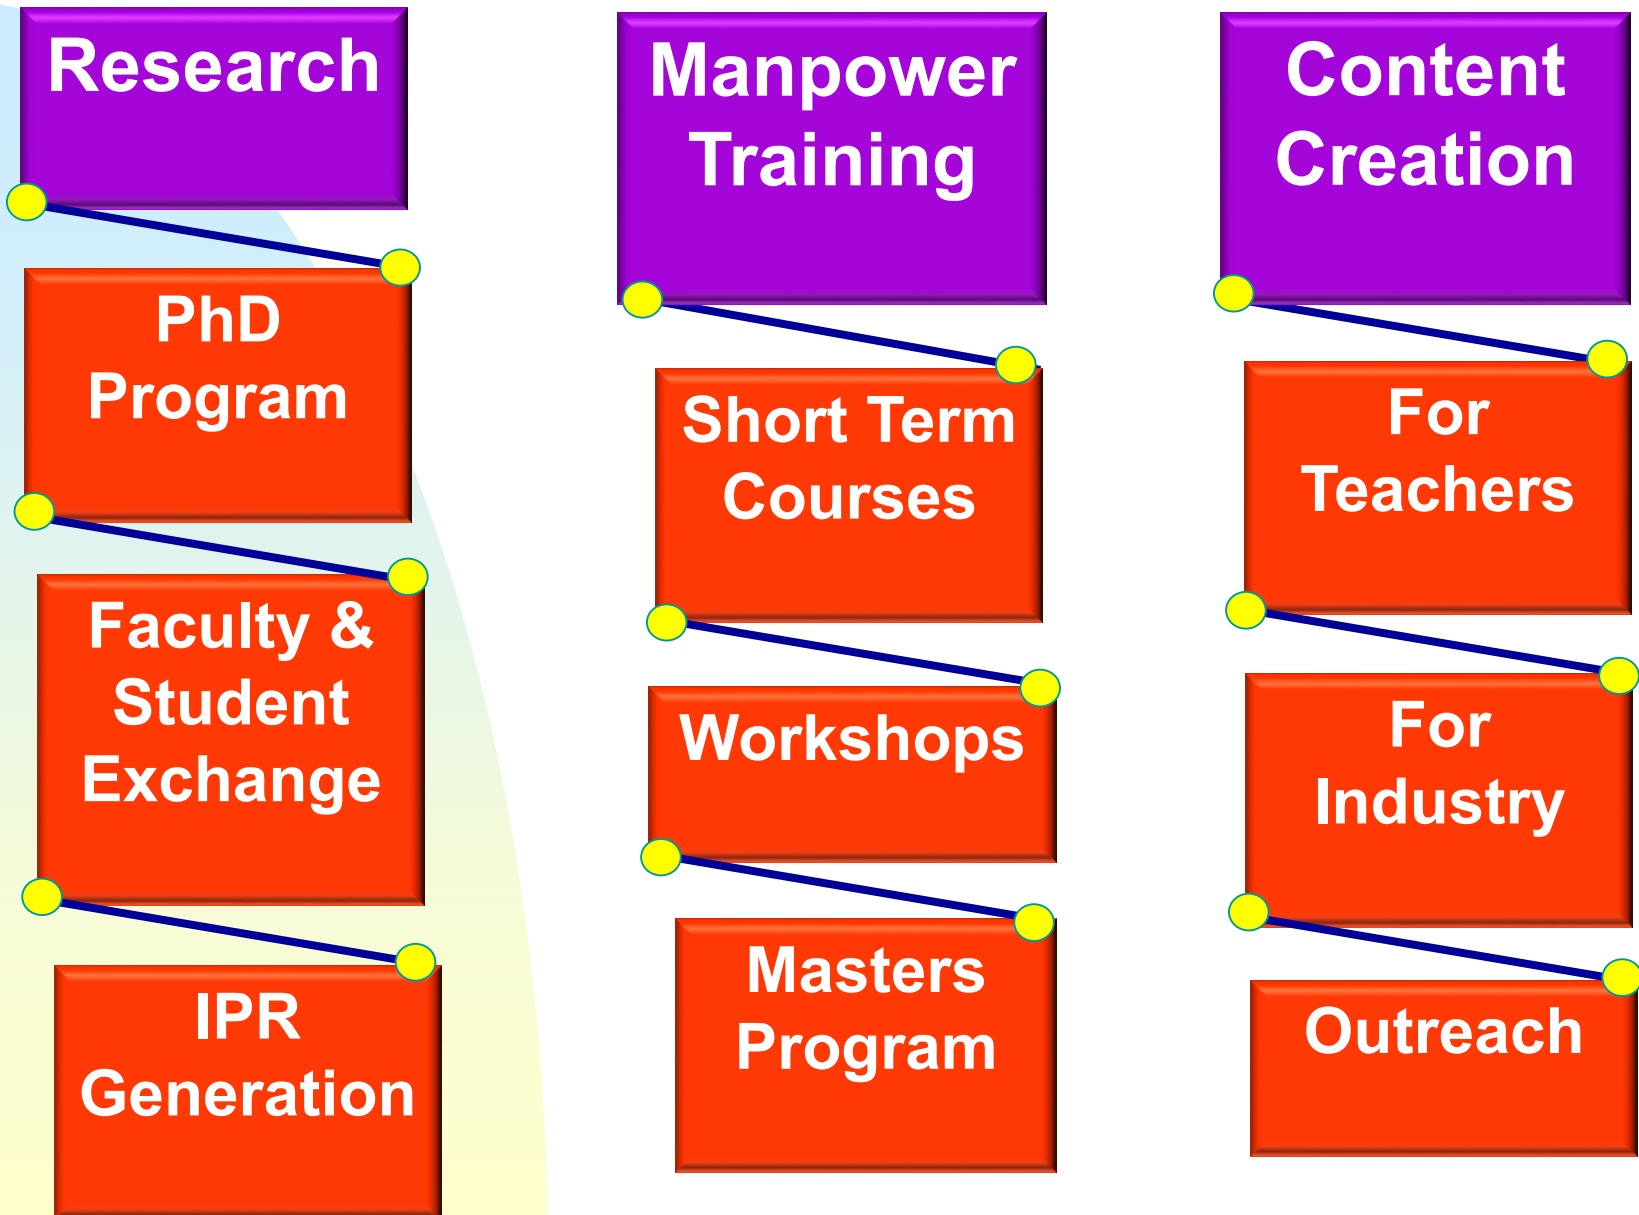 Research
PhD
Program
Faculty &
Student
Exchange
IPR
Generation
Manpower
Training
Short Term
Courses
Workshops
Masters
Program
Content
Creation
For
Teachers
For
Industry
Outreach